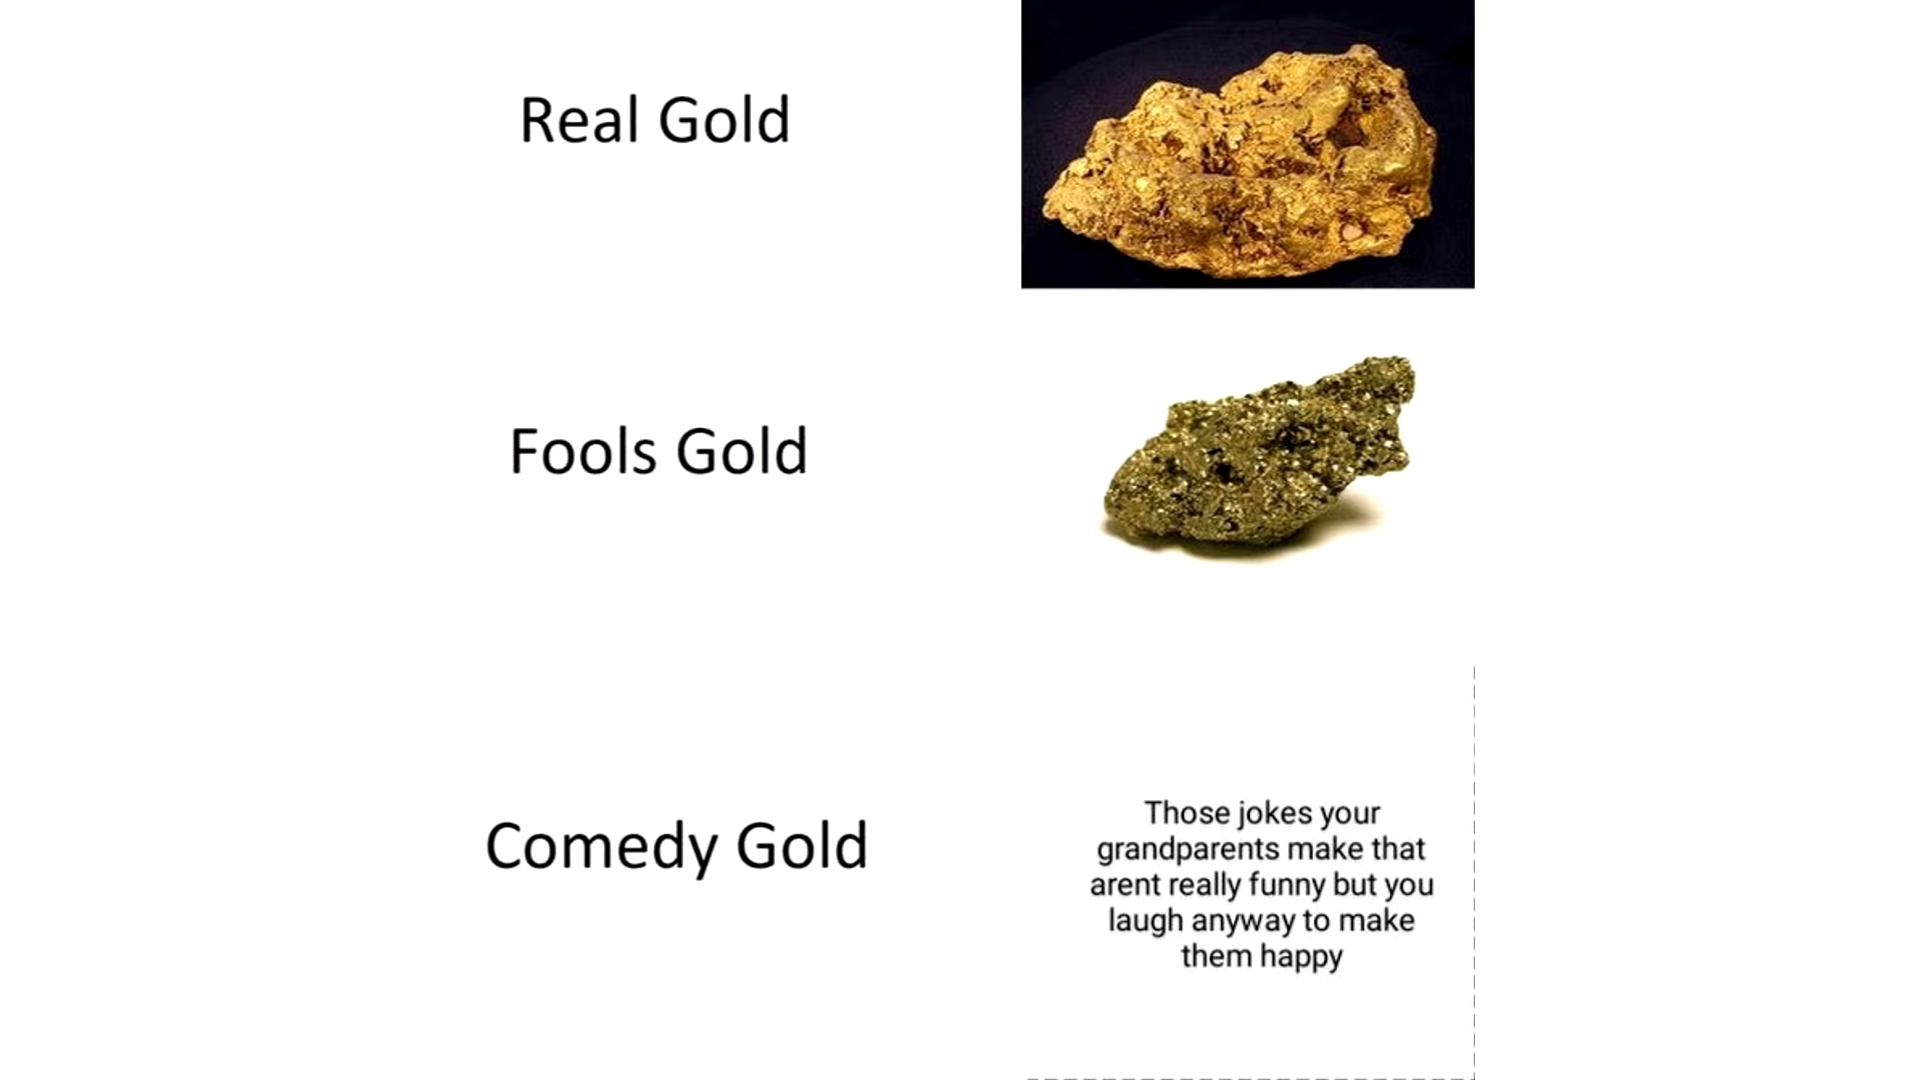 Real Gold
Fools Gold
Comedy Gold
Those jokes your
grandparents make that
arent really funny but you
laugh anyway to make
them happy